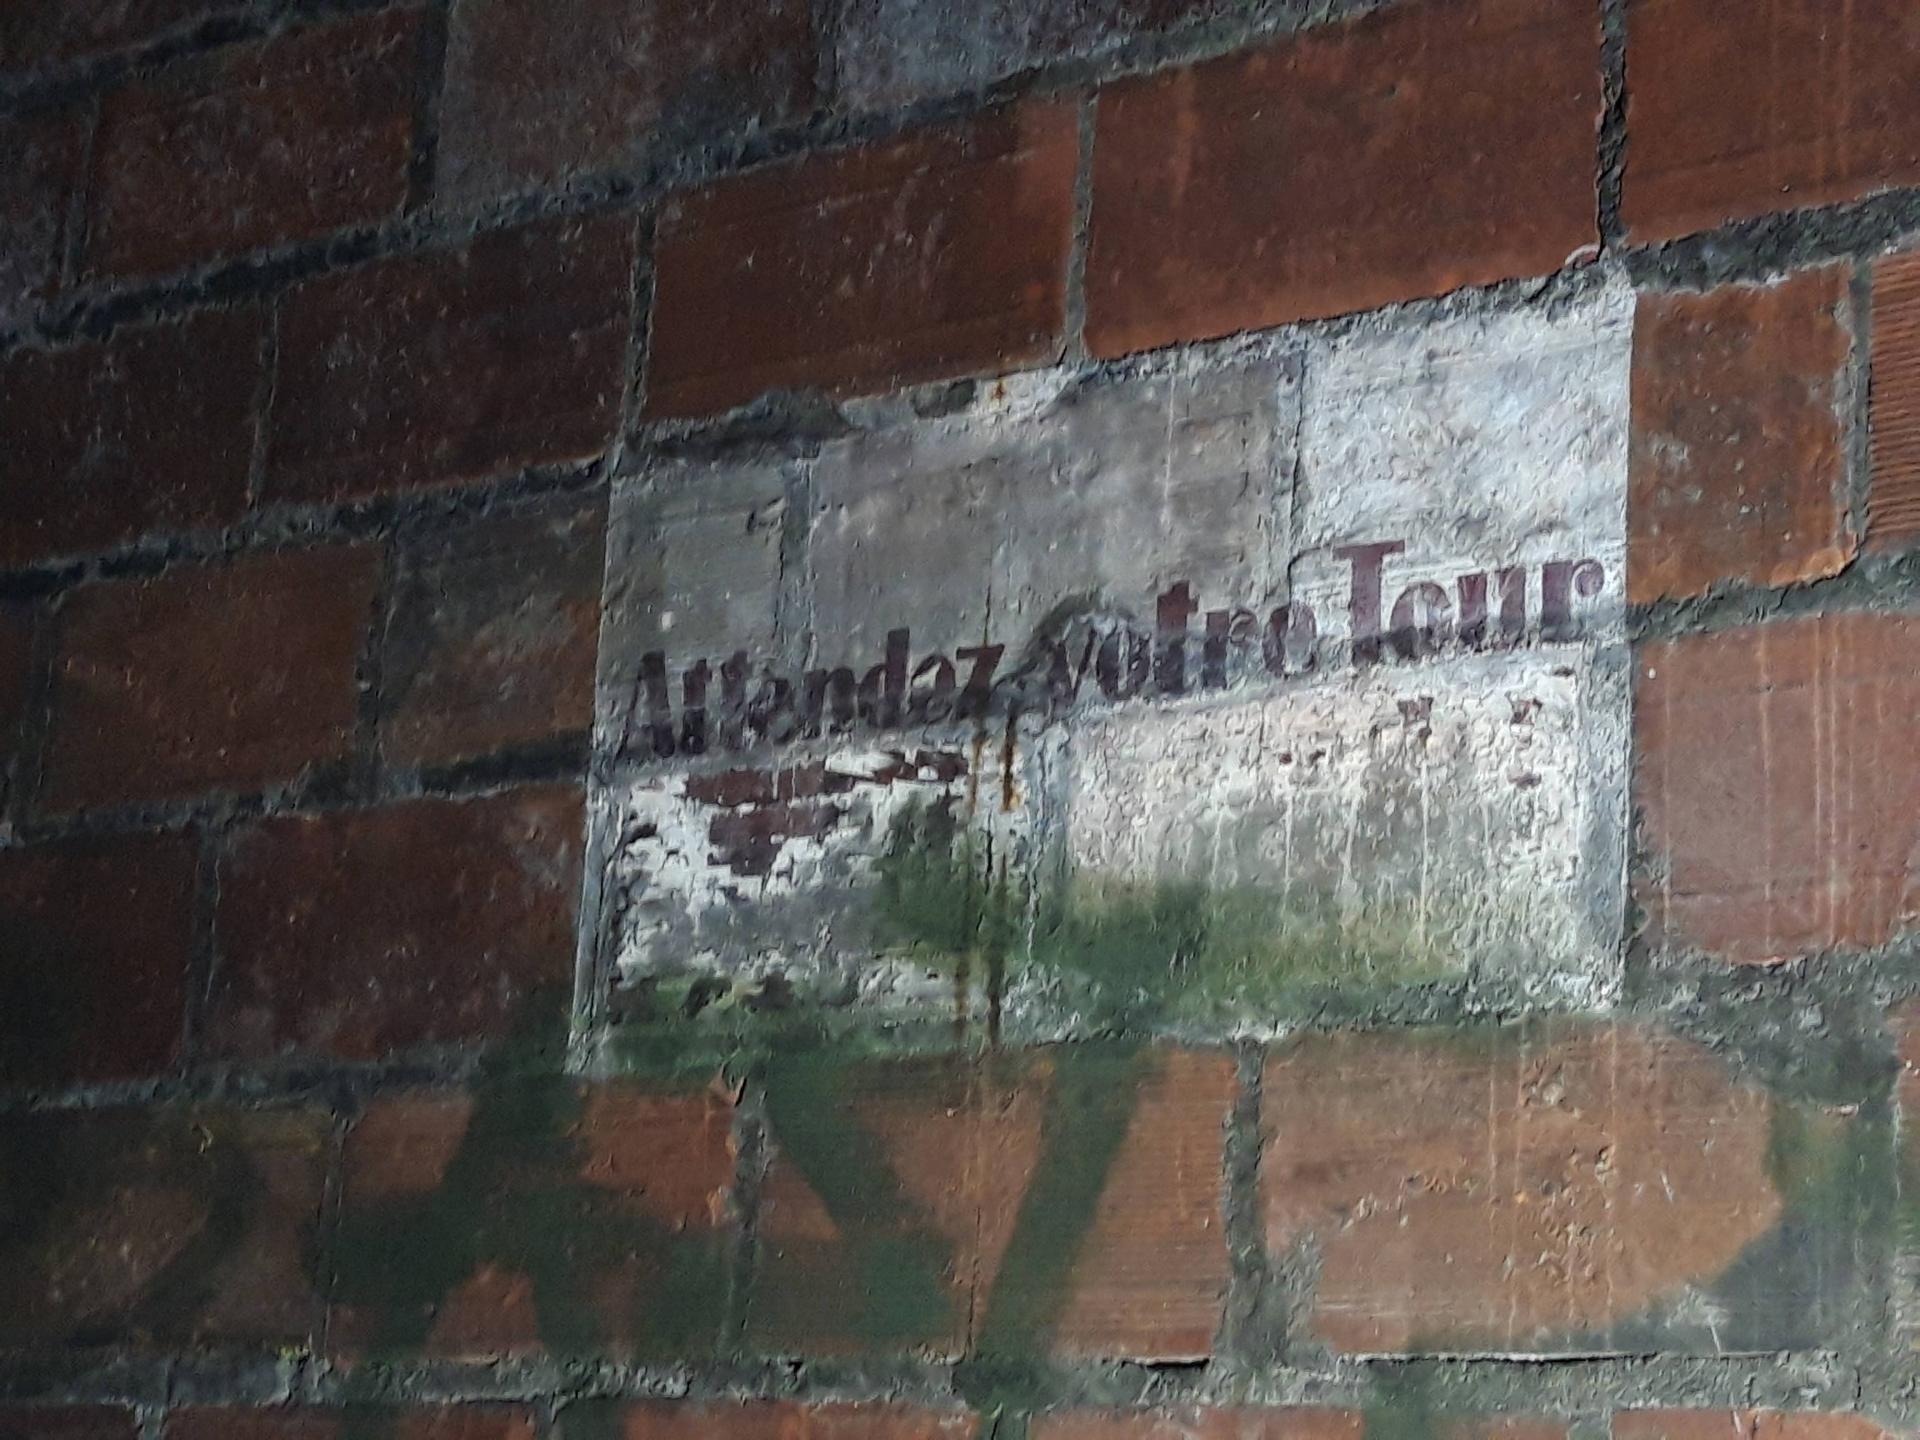 Attendez votre Tour